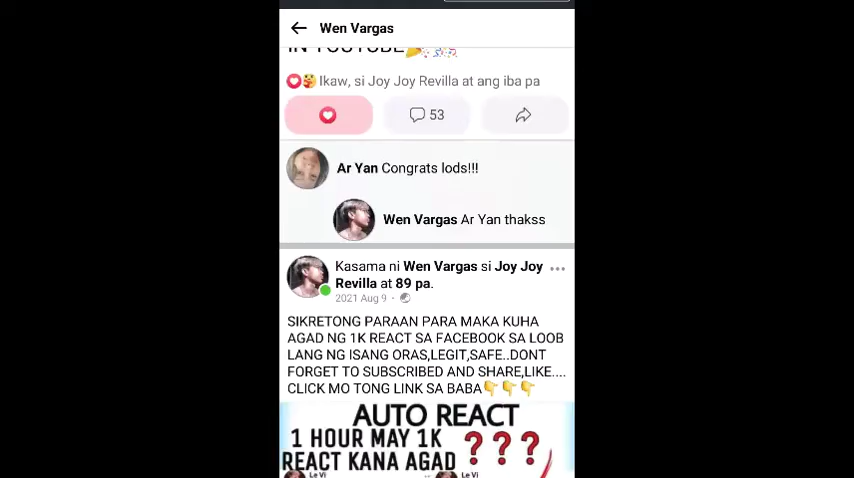 Wen Vargas
IN YOUTUBE🎉🎊🎊
Ikaw, si Joy Joy Revilla at ang iba pa
53
Ar Yan Congrats lods!!!
Wen Vargas Ar Yan thakss
Kasama ni Wen Vargas si Joy Joy
Revilla at 89 pa.
2021 Aug 9 ·
SIKRETONG PARAAN PARA MAKA KUHA
AGAD NG 1K REACT SA FACEBOOK SA LOOB
LANG NG ISANG ORAS,LEGIT,SAFE..DONT
FORGET TO SUBSCRIBED AND SHARE,LIKE....
CLICK MO TONG LINK SA BABA👇👇👇
AUTO REACT
1 HOUR MAY 1K
REACT KANA AGAD ❓❓❓
Le Vi
Le Vi